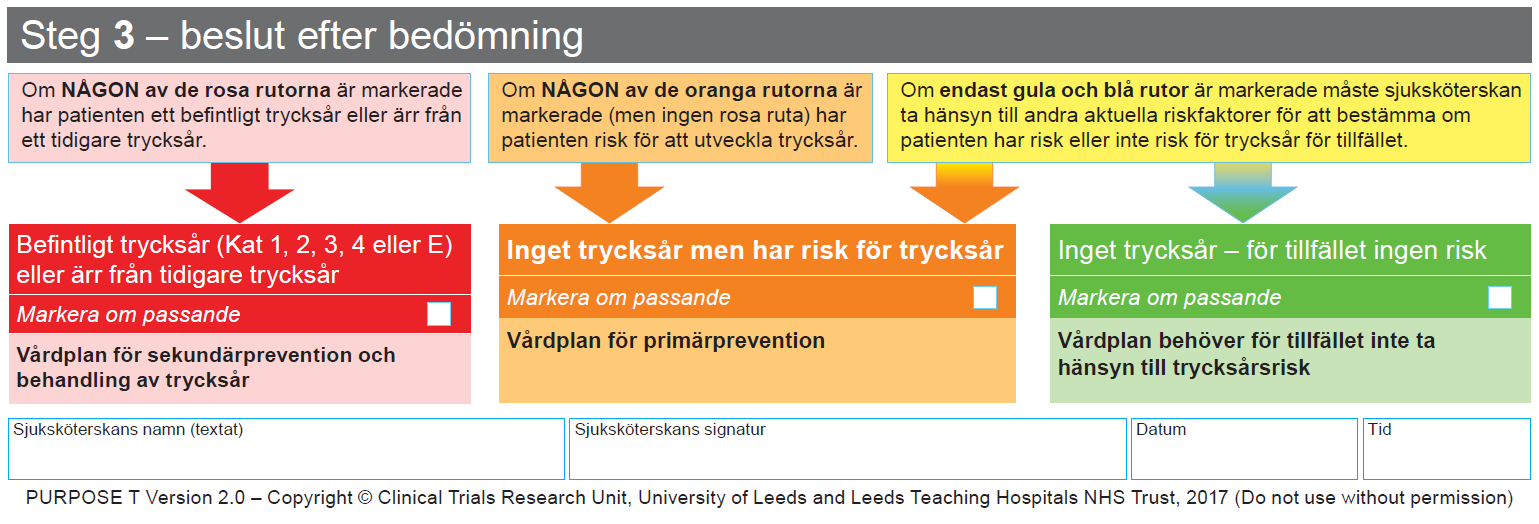 Steg 3 – beslut efter bedömning
Om NÅGON av de rosa rutorna är markerade
har patienten ett befintligt trycksår eller ärr från
ett tidigare trycksår.
Om NÅGON av de oranga rutorna är
markerade (men ingen rosa ruta) har
patienten risk för att utveckla trycksår.
Om endast gula och blå rutor är markerade måste sjuksköterskan
ta hänsyn till andra aktuella riskfaktorer för att bestämma om
patienten har risk eller inte risk för trycksår för tillfället.
Befintligt trycksår (Kat 1, 2, 3, 4 eller E)
eller ärr från tidigare trycksår
Markera om passande
Vårdplan för sekundärprevention och
behandling av trycksår
Inget trycksår men har risk för trycksår
Markera om passande
Vårdplan för primärprevention
Inget trycksår – för tillfället ingen risk
Markera om passande
Vårdplan behöver för tillfället inte ta
hänsyn till trycksårsrisk
Sjuksköterskans namn (textat)
Sjuksköterskans signatur
Datum
Tid
PURPOSE T Version 2.0 – Copyright © Clinical Trials Research Unit, University of Leeds and Leeds Teaching Hospitals NHS Trust, 2017 (Do not use without permission)